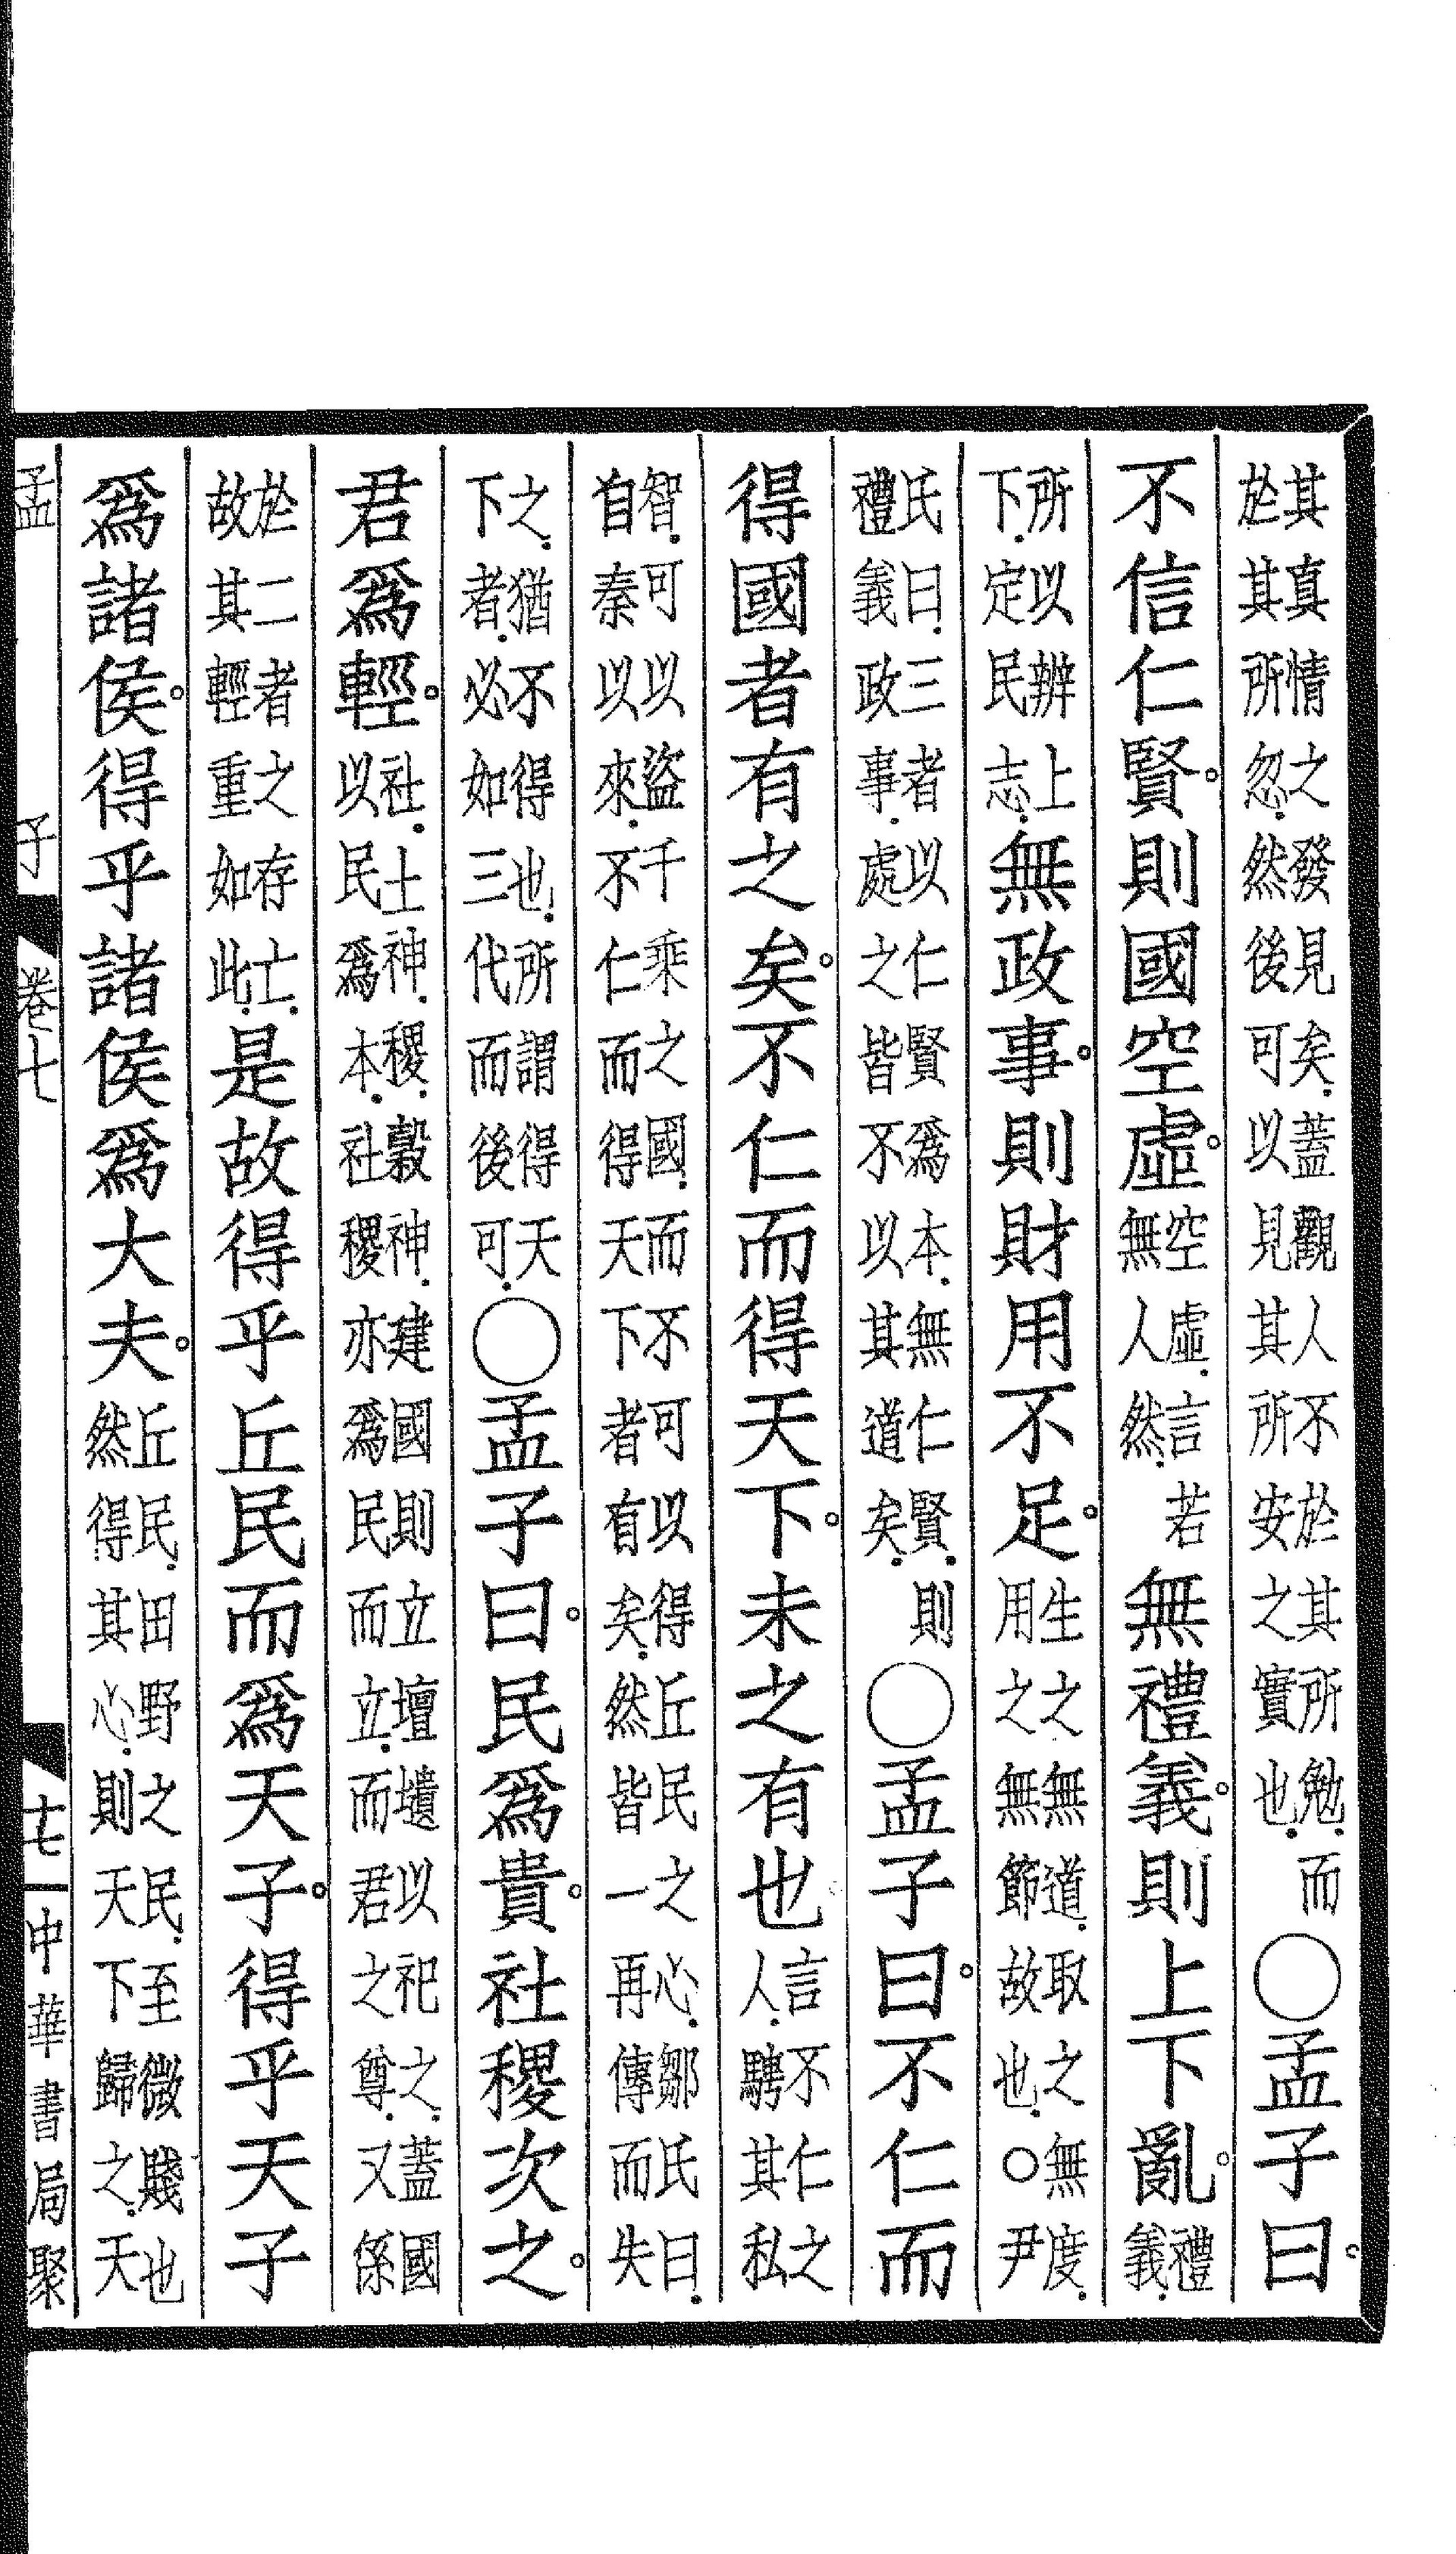 其真情之發見矣。蓋觀人不於其所勉。而於其所忽。然後可以見其所安之實也。○孟子曰。
不信仁賢。則國空虛。空虛。言若無人然。無禮義。則上下亂。禮義。
所以辨上下。定民志。無政事。則財用不足。生之無道。取之無度。用之無節故也。○尹
氏曰。三者以仁賢爲本。無仁賢。則禮義政事。處之皆不以其道矣。○孟子曰。不仁而
得國者有之矣。不仁而得天下。未之有也。言不仁之人。騁其私
智。可以盜千乘之國。而不可以得丘民之心。鄒氏曰。自秦以來。不仁而得天下者有矣。然皆一再傳而失
之。猶不得也。所謂得天下者。必如三代而後可。○孟子曰。民爲貴。社稷次之。
君爲輕。社。土神。稷。穀神。建國則立壇壝以祀之。蓋國以民爲本。社稷亦爲民而立。而君之尊。又係
於二者之存亡。故其輕重如此。是故得乎丘民而爲天子。得乎天子
爲諸侯。得乎諸侯爲大夫。丘民。田野之民。至微賤也然得其心。則天下歸之。天
孟子 卷七 十七 中華書局聚